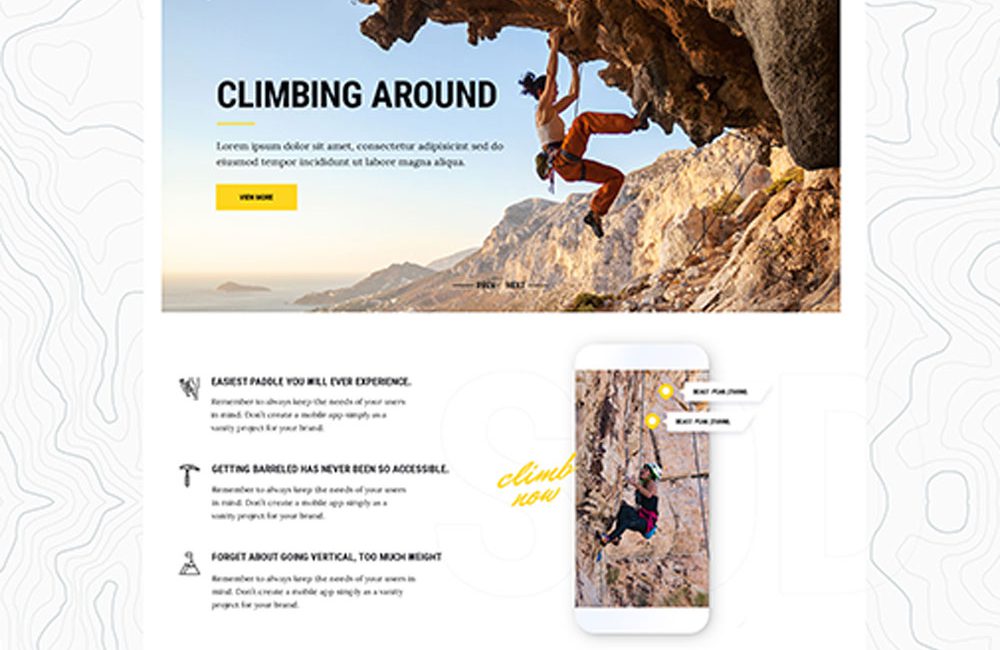 CLIMBING AROUND
Lorem ipsum dolor sit amet, consectetur adipisicint sed do
eiusmod tempor incididunt ut labore magna aliqua.
VIEW MORE
PREV NEXT
EASIEST PADDLE YOU WILL EVER EXPERIENCE.
Remember to always keep the needs of your users
in mind. Don't create a mobile app simply as a
vanity project for your brand.
GETTING BARRELED HAS NEVER BEEN SO ACCESSIBLE.
Remember to always keep the needs of your users
in mind. Don't create a mobile app simply as a
vanity project for your brand.
FORGET ABOUT GOING VERTICAL, TOO MUCH WEIGHT
Remember to always keep the needs of your users in
mind. Don't create a mobile app simply as a vanity
project for your brand.
climb
now
BEAST PEAK
BEAST PEAK